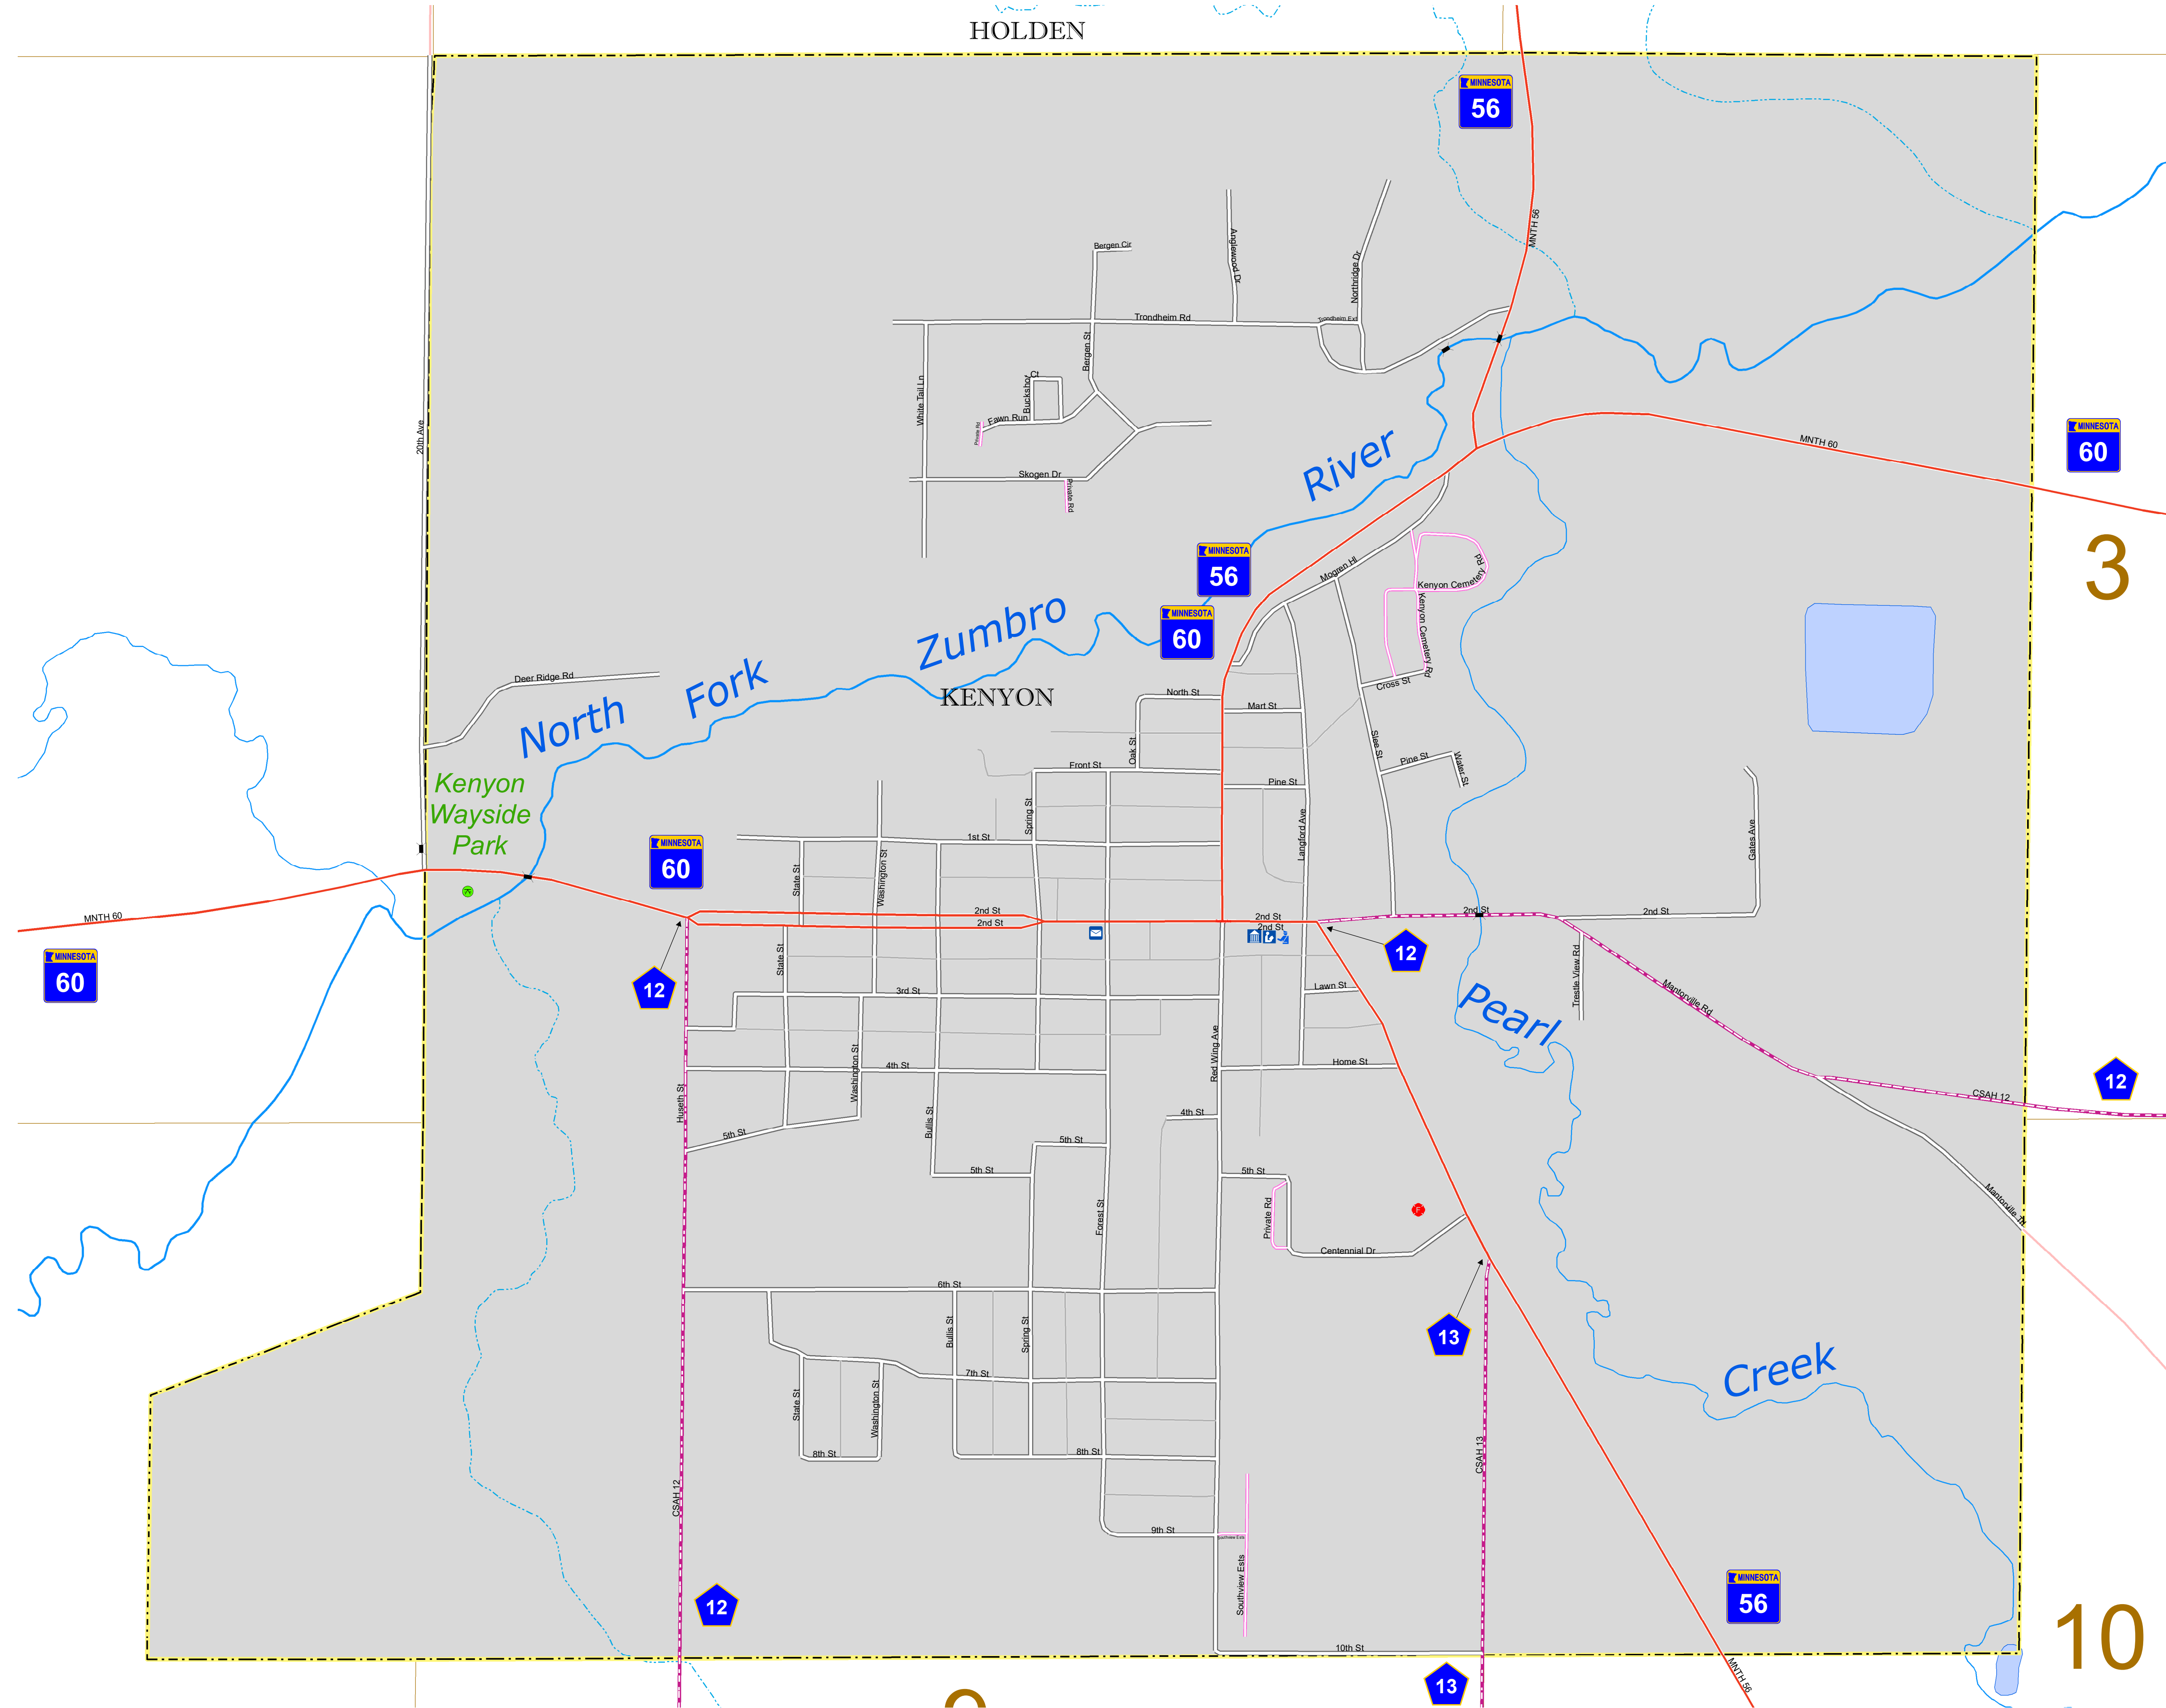 HOLDEN
MINNESOTA
56
MNTH 56
Bergen Cir
Anglewood Dr
Northridge Dr
Trondheim Rd
Trondheim Ext
Bergen St
White Tail Ln
Buckshot
Ct
Fawn Run
Private Rd
Skogen Dr
Private Rd
20th Ave
River
MNTH 60
MINNESOTA
60
3
MINNESOTA
56
MINNESOTA
60
Mogren Hl
Kenyon Cemetery
Rd
Kenyon Cemetery Rd
Cross St
Zumbro
Fork
North
KENYON
Deer Ridge Rd
North St
Mart St
Oak St
Slee St
Pine St
Water St
Front St
Pine St
Kenyon
Wayside
Park
Spring St
1st St
Langford Ave
Gates Ave
MINNESOTA
60
State St
Washington St
MNTH 60
2nd St
2nd St
2nd St
2nd St
2nd St
2nd St
MINNESOTA
60
12
12
State St
3rd St
Lawn St
Trestle View Rd
Mantorville Rd
Pearl
Red Wing Ave
Home St
4th St
Washington St
Huseth St
Bullis St
5th St
4th St
5th St
5th St
5th St
12
CSAH 12
Mantorville Trl
Private Rd
Forest St
F
Centennial Dr
6th St
13
Bullis St
Spring St
Creek
7th St
State St
Washington St
8th St
8th St
CSAH 13
CSAH 12
9th St
Southview Ests
Southview Ests
12
MINNESOTA
56
10
10th St
13
MNTH 56
9